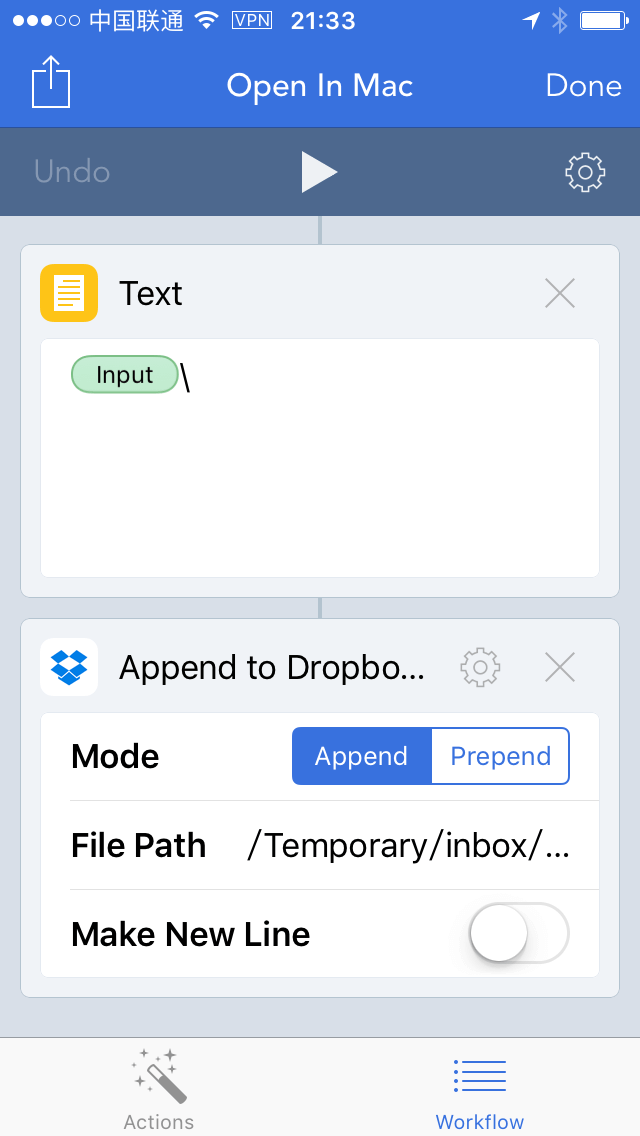 中国联通 VPN 21:33
Open In Mac Done
Undo
Text
Input\
Append to Dropbo...
Mode Append Prepend
File Path /Temporary/inbox/...
Make New Line
Actions Workflow